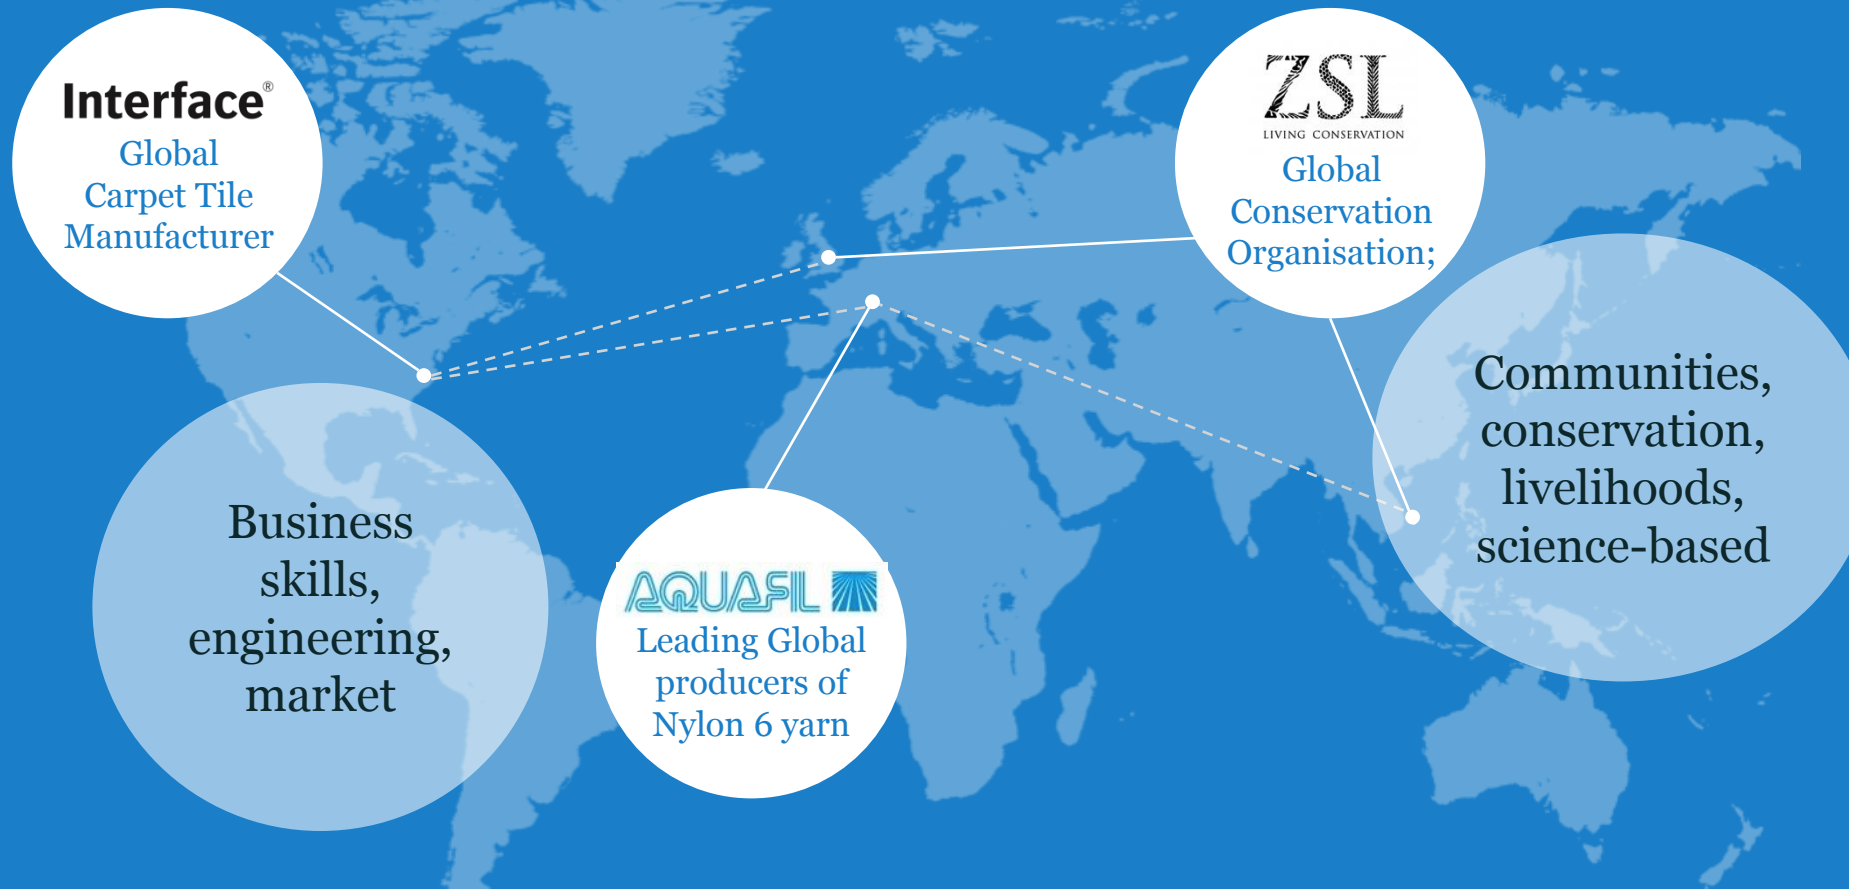 Interface®
Global
Carpet Tile
Manufacturer
ZSL
LIVING CONSERVATION
Global
Conservation
Organisation;
Communities,
conservation,
livelihoods,
science-based
Business
skills,
engineering,
market
AQUAFIL
Leading Global
producers of
Nylon 6 yarn